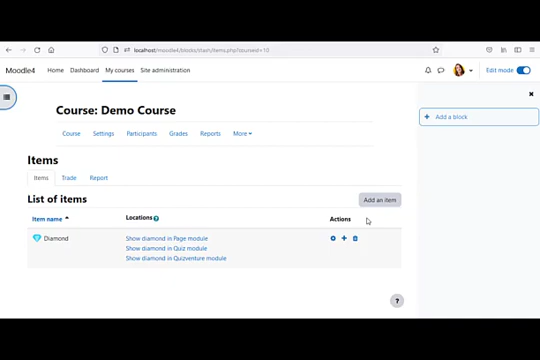 localhost/moodle4/blocks/stash/items.php?courseid=10
Moodle4 Home Dashboard My courses Site administration Edit mode
Course: Demo Course
Add a block
Course Settings Participants Grades Reports More
Items
Items Trade Report
List of items Add an item
Item name Locations Actions
Diamond Show diamond in Page module
Show diamond in Quiz module
Show diamond in Quizventure module
?